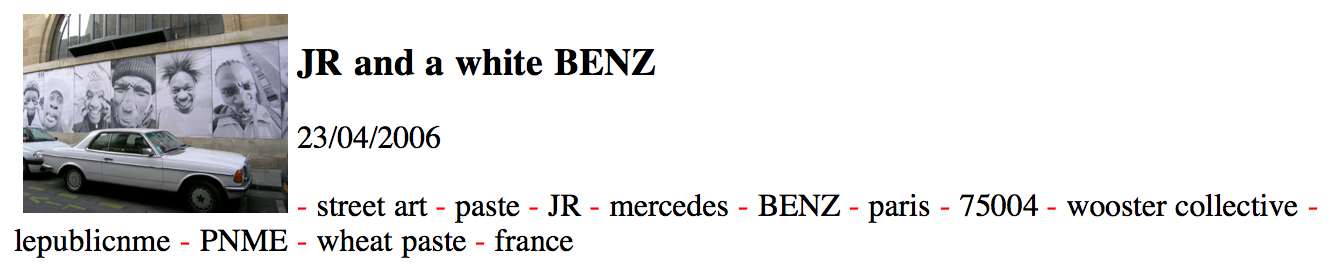 JR and a white BENZ
23/04/2006
- street art - paste - JR - mercedes - BENZ - paris - 75004 - wooster collective -
lepublicnme - PNME - wheat paste - france